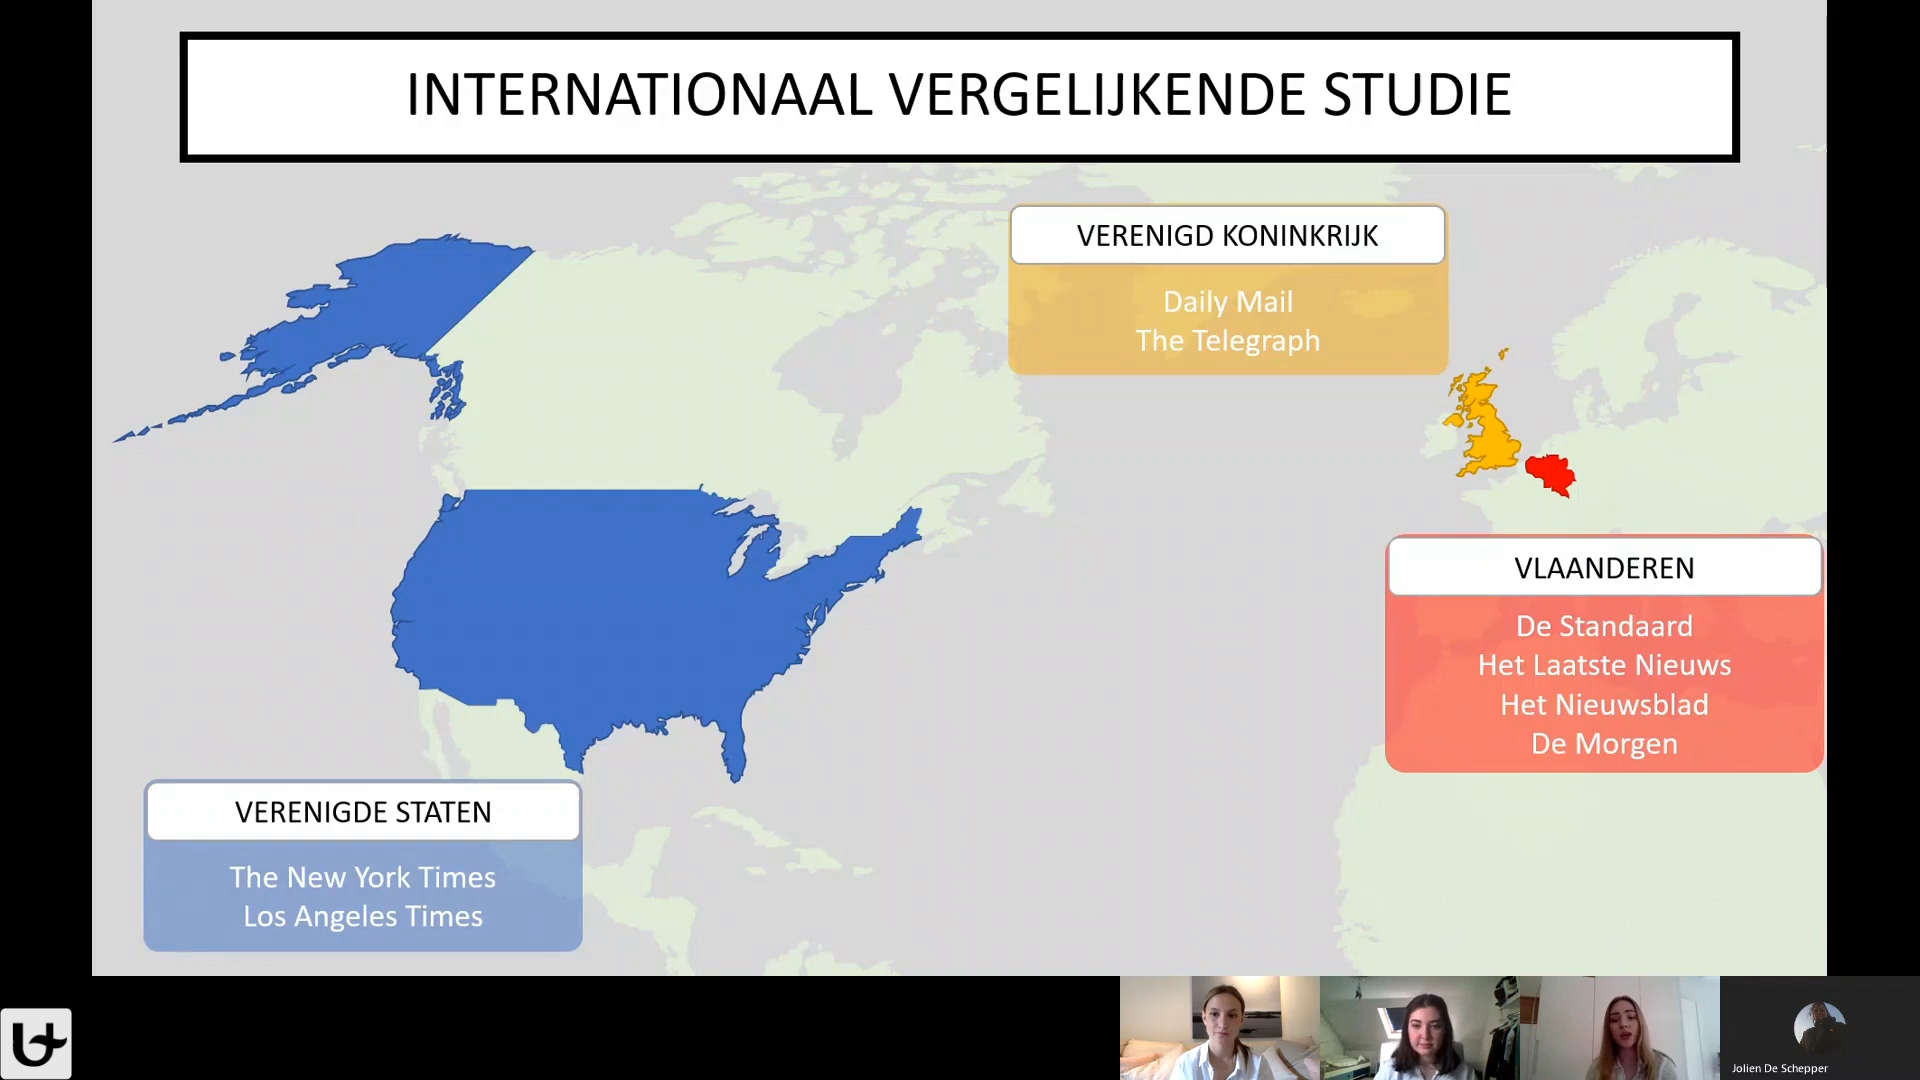 INTERNATIONAAL VERGELIJKENDE STUDIE
VERENIGD KONINKRIJK
Daily Mail
The Telegraph
VLAANDEREN
De Standaard
Het Laatste Nieuws
Het Nieuwsblad
De Morgen
VERENIGDE STATEN
The New York Times
Los Angeles Times
Jolien De Schepper